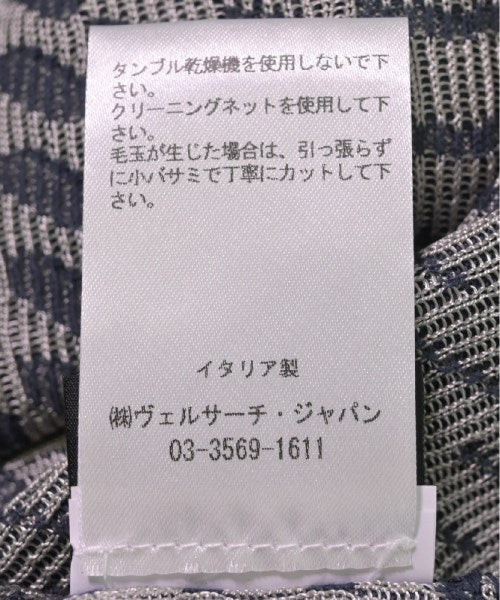 タンブル乾燥機を使用しないで下
さい。
クリーニングネットを使用して下
さい。
毛玉が生じた場合は、引っ張らず
に小バサミで丁寧にカットして下
さい。
イタリア製
㈱ヴェルサーチ・ジャパン
03-3569-1611